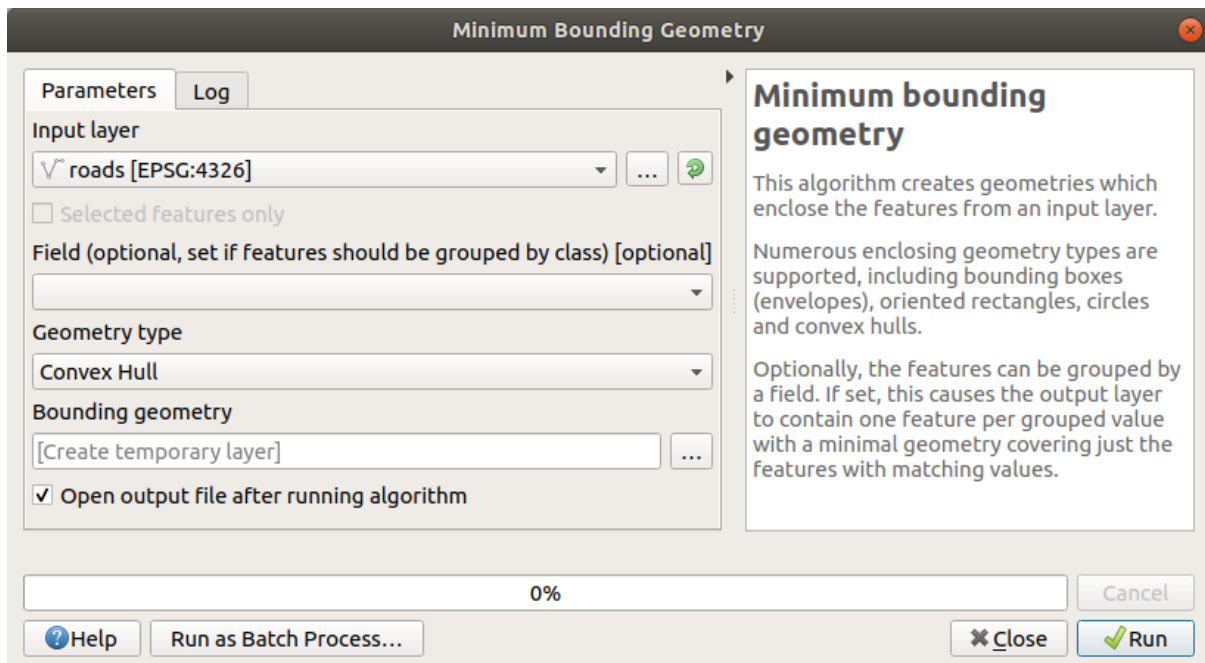 Minimum Bounding Geometry
Parameters
Log
Input layer
roads [EPSG:4326]
...
Selected features only
Field (optional, set if features should be grouped by class) [optional]
Geometry type
Convex Hull
Bounding geometry
[Create temporary layer]
...
Open output file after running algorithm
Minimum bounding
geometry
This algorithm creates geometries which
enclose the features from an input layer.
Numerous enclosing geometry types are
supported, including bounding boxes
(envelopes), oriented rectangles, circles
and convex hulls.
Optionally, the features can be grouped by
a field. If set, this causes the output layer
to contain one feature per grouped value
with a minimal geometry covering just the
features with matching values.
0%
Cancel
Help
Run as Batch Process...
Close
Run